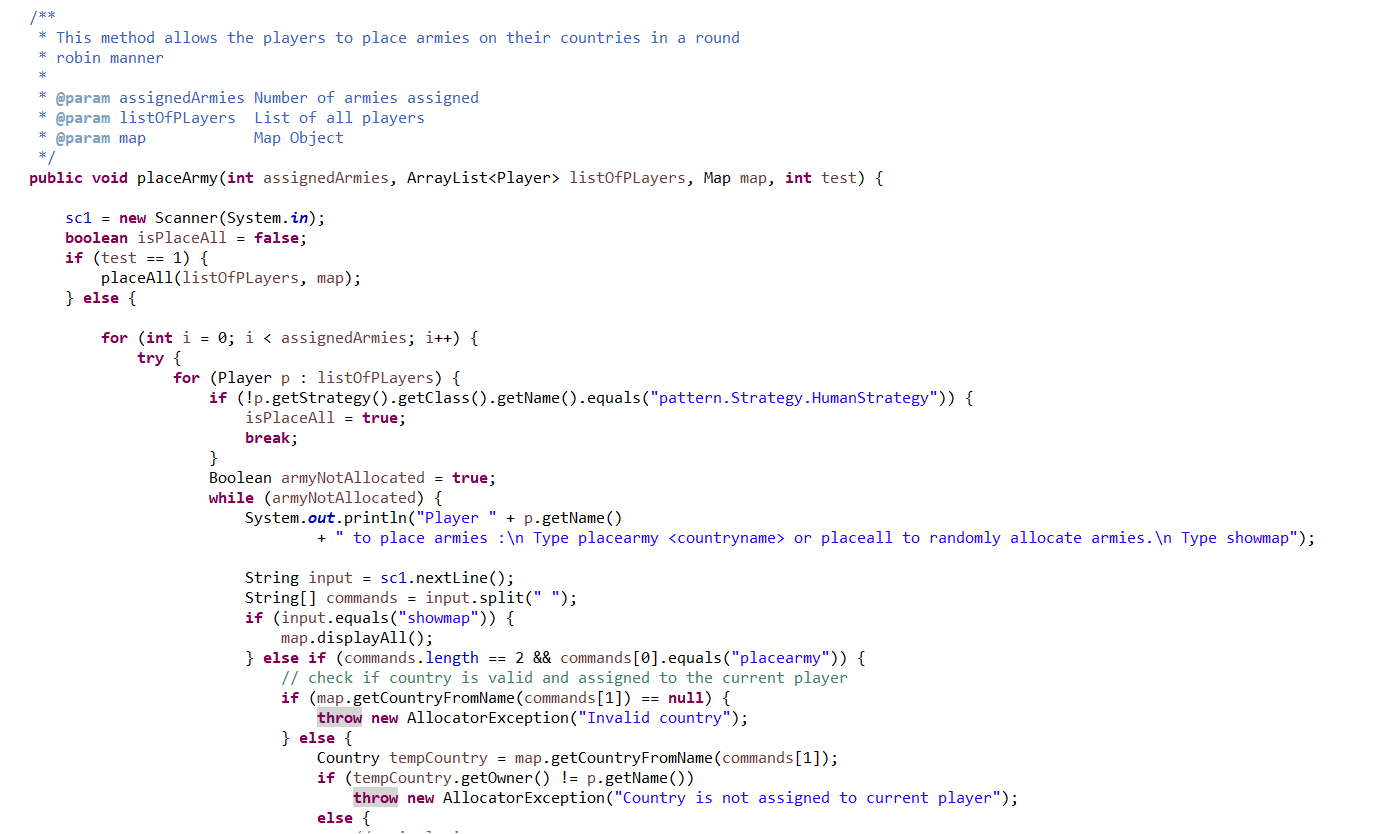 /**
 * This method allows the players to place armies on their countries in a round
 * robin manner
 *
 * @param assignedArmies Number of armies assigned
 * @param listOfPLayers  List of all players
 * @param map            Map Object
 */
public void placeArmy(int assignedArmies, ArrayList<Player> listOfPLayers, Map map, int test) {

    sc1 = new Scanner(System.in);
    boolean isPlaceAll = false;
    if (test == 1) {
        placeAll(listOfPLayers, map);
    } else {

        for (int i = 0; i < assignedArmies; i++) {
            try {
                for (Player p : listOfPLayers) {
                    if (!p.getStrategy().getClass().getName().equals("pattern.Strategy.HumanStrategy")) {
                        isPlaceAll = true;
                        break;
                    }
                    Boolean armyNotAllocated = true;
                    while (armyNotAllocated) {
                        System.out.println("Player " + p.getName()
                                + " to place armies :\n Type placearmy <countryname> or placeall to randomly allocate armies.\n Type showmap");

                        String input = sc1.nextLine();
                        String[] commands = input.split(" ");
                        if (input.equals("showmap")) {
                            map.displayAll();
                        } else if (commands.length == 2 && commands[0].equals("placearmy")) {
                            // check if country is valid and assigned to the current player
                            if (map.getCountryFromName(commands[1]) == null) {
                                throw new AllocatorException("Invalid country");
                            } else {
                                Country tempCountry = map.getCountryFromName(commands[1]);
                                if (tempCountry.getOwner() != p.getName())
                                    throw new AllocatorException("Country is not assigned to current player");
                                else {